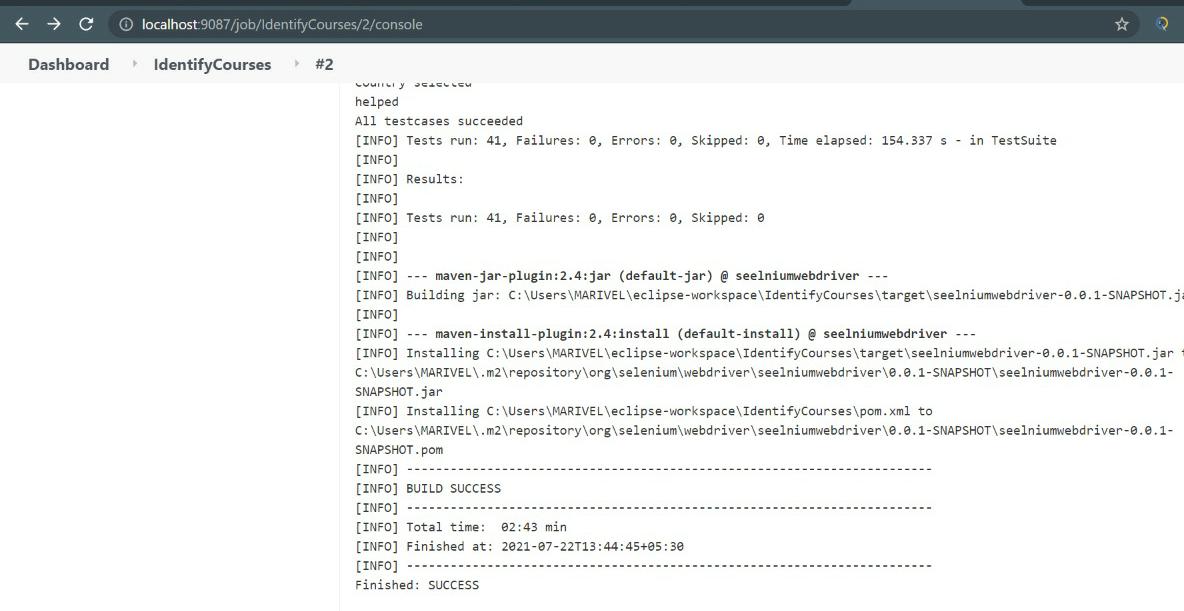 localhost:9087/job/IdentifyCourses/2/console
Dashboard IdentifyCourses #2
Country selected
helped
All testcases succeeded
[INFO] Tests run: 41, Failures: 0, Errors: 0, Skipped: 0, Time elapsed: 154.337 s - in TestSuite
[INFO]
[INFO] Results:
[INFO]
[INFO] Tests run: 41, Failures: 0, Errors: 0, Skipped: 0
[INFO]
[INFO]
[INFO] --- maven-jar-plugin:2.4:jar (default-jar) @ seelniumwebdriver ---
[INFO] Building jar: C:\Users\MARIVEL\eclipse-workspace\IdentifyCourses\target\seelniumwebdriver-0.0.1-SNAPSHOT.ja
[INFO]
[INFO] --- maven-install-plugin:2.4:install (default-install) @ seelniumwebdriver ---
[INFO] Installing C:\Users\MARIVEL\eclipse-workspace\IdentifyCourses\target\seelniumwebdriver-0.0.1-SNAPSHOT.jar
C:\Users\MARIVEL\.m2\repository\org\selenium\webdriver\seelniumwebdriver\0.0.1-SNAPSHOT\seelniumwebdriver-0.0.1-
SNAPSHOT.jar
[INFO] Installing C:\Users\MARIVEL\eclipse-workspace\IdentifyCourses\pom.xml to
C:\Users\MARIVEL\.m2\repository\org\selenium\webdriver\seelniumwebdriver\0.0.1-SNAPSHOT\seelniumwebdriver-0.0.1-
SNAPSHOT.pom
[INFO] ------------------------------------------------------------------------
[INFO] BUILD SUCCESS
[INFO] ------------------------------------------------------------------------
[INFO] Total time:  02:43 min
[INFO] Finished at: 2021-07-22T13:44:45+05:30
[INFO] ------------------------------------------------------------------------
Finished: SUCCESS